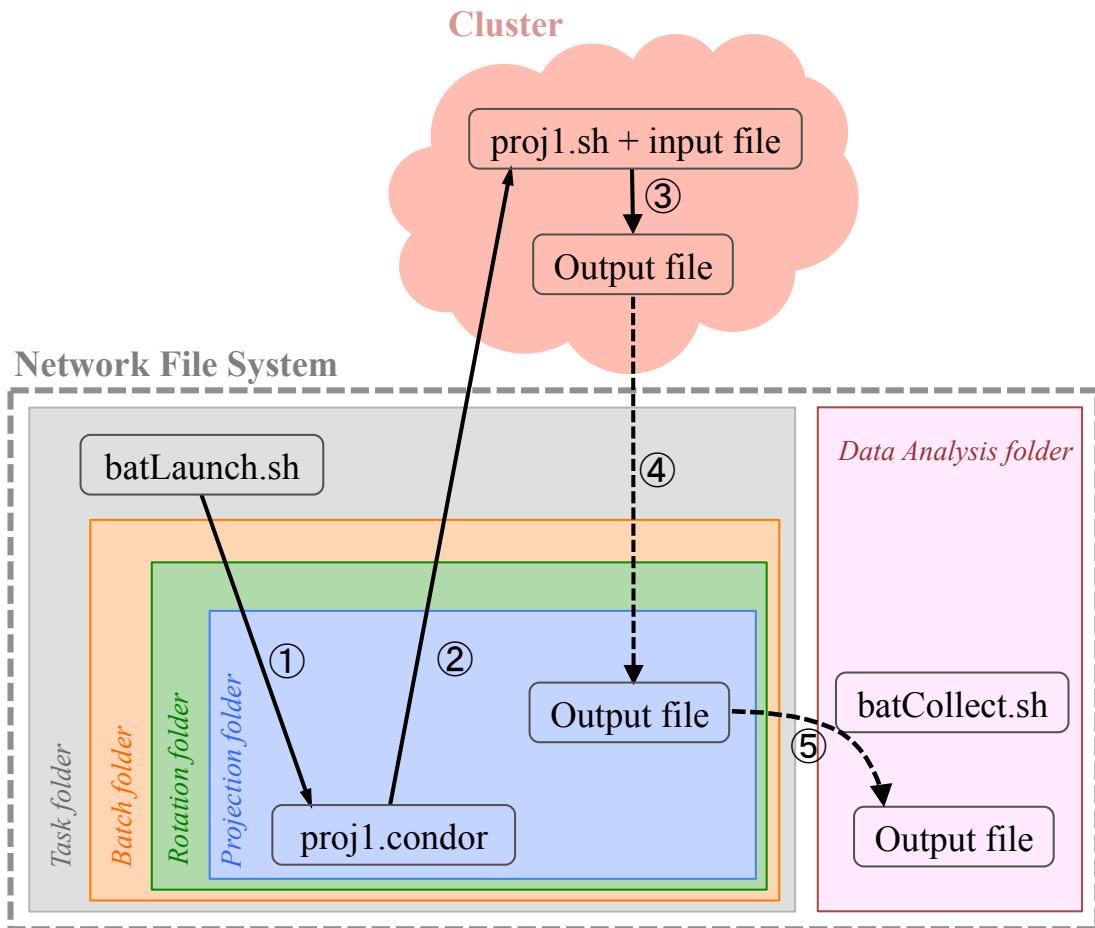 Cluster
proj1.sh + input file
③
Output file
Network File System
batLaunch.sh
Data Analysis folder
④
①
②
Output file
batCollect.sh
⑤
Task folder
Batch folder
Rotation folder
Projection folder
proj1.condor
Output file